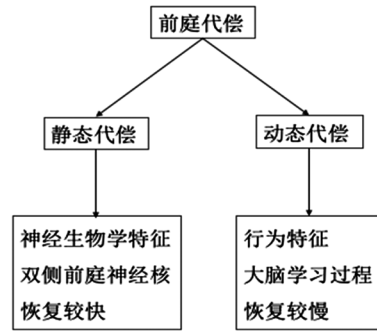 前庭代偿
静态代偿
动态代偿
神经生物学特征
双侧前庭神经核
恢复较快
行为特征
大脑学习过程
恢复较慢